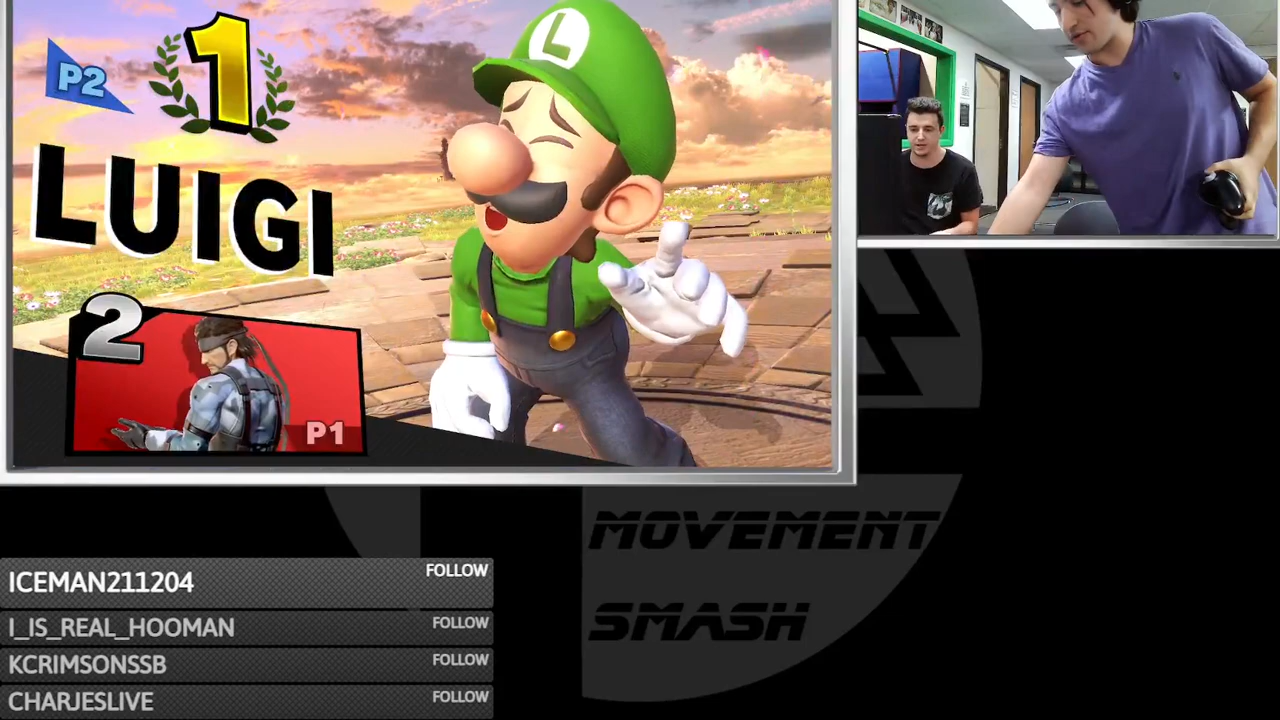 P2
1
L
LUIGI
2
P1
MOVEMENT
SMASH
ICEMAN211204 FOLLOW
I_IS_REAL_HOOMAN FOLLOW
KCRIMSONSSB FOLLOW
CHARJESLIVE FOLLOW